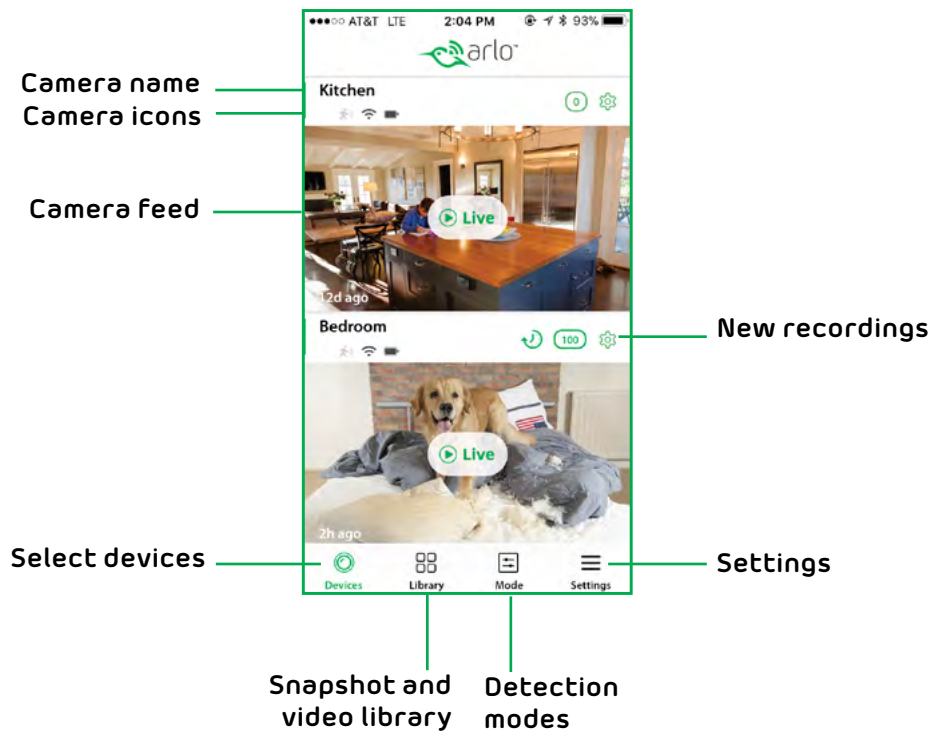 AT&T LTE 2:04 PM 93%
arlo™
Camera name
Kitchen
0
Camera icons
Camera feed
Live
12d ago
Bedroom
100
New recordings
Live
2h ago
Select devices
Devices
Library
Mode
Settings
Settings
Snapshot and
video library
Detection
modes